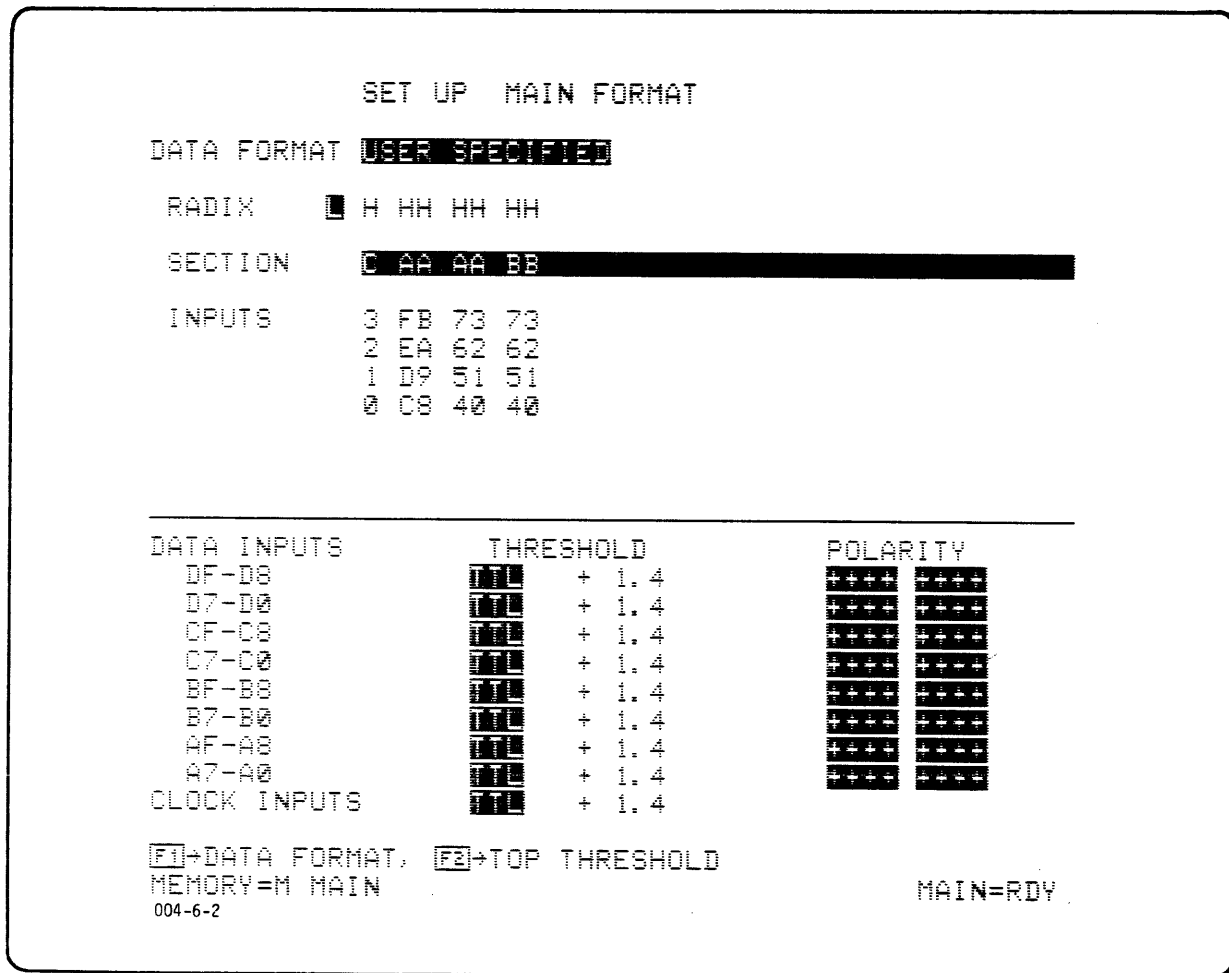 SET UP MAIN FORMAT
DATA FORMAT USER SPECIFIED
RADIX L H HH HH HH
SECTION C AA AA BB
INPUTS 3 FB 73 73
2 EA 62 62
1 D9 51 51
0 C8 40 40
DATA INPUTS THRESHOLD POLARITY
DF-D8 TTL + 1.4 ++++ ++++
D7-D0 TTL + 1.4 ++++ ++++
CF-C8 TTL + 1.4 ++++ ++++
C7-C0 TTL + 1.4 ++++ ++++
BF-B8 TTL + 1.4 ++++ ++++
B7-B0 TTL + 1.4 ++++ ++++
AF-A8 TTL + 1.4 ++++ ++++
A7-A0 TTL + 1.4 ++++ ++++
CLOCK INPUTS TTL + 1.4
F1→DATA FORMAT, F2→TOP THRESHOLD
MEMORY=M MAIN MAIN=RDY
004-6-2